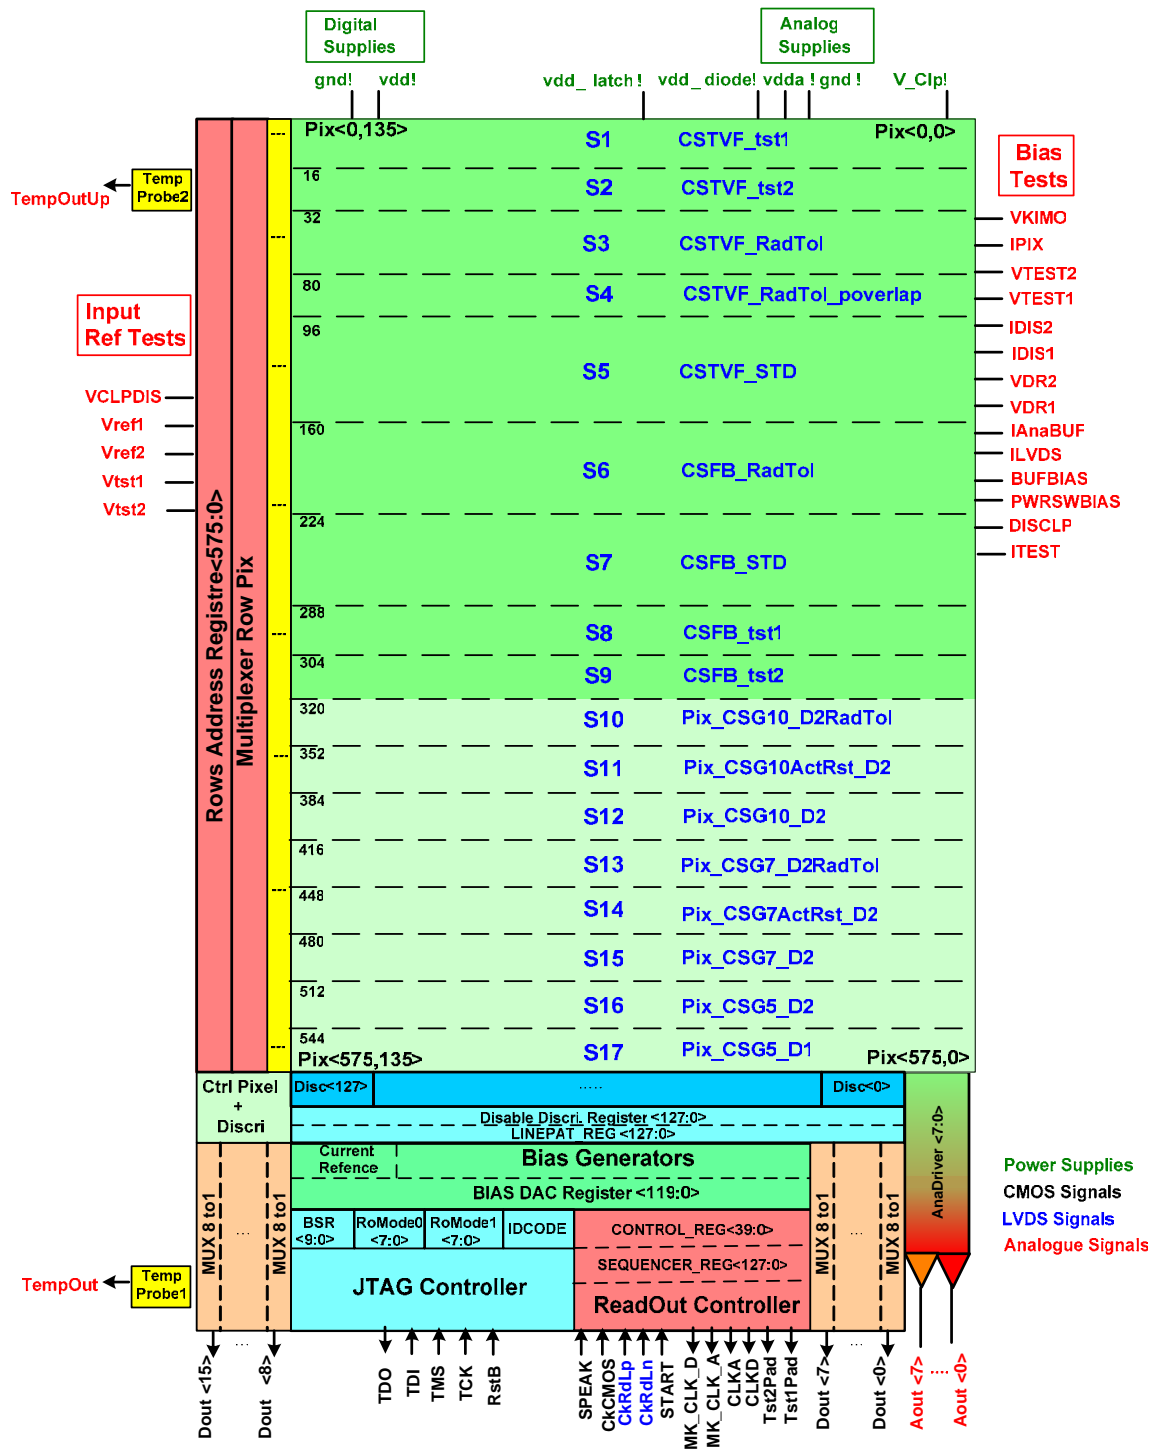 Digital
Supplies
Analog
Supplies
gnd!
vdd!
vdd_ latch !
vdd_ diode!
vdda !
gnd !
V_Clp!
Pix<0,135>
S1
CSTVF_tst1
Pix<0,0>
Bias
Tests
Temp
Probe2
TempOutUp
16
S2
CSTVF_tst2
32
S3
CSTVF_RadTol
80
S4
CSTVF_RadTol_poverlap
96
S5
CSTVF_STD
160
S6
CSFB_RadTol
224
S7
CSFB_STD
288
S8
CSFB_tst1
304
S9
CSFB_tst2
320
S10
Pix_CSG10_D2RadTol
352
S11
Pix_CSG10ActRst_D2
384
S12
Pix_CSG10_D2
416
S13
Pix_CSG7_D2RadTol
448
S14
Pix_CSG7ActRst_D2
480
S15
Pix_CSG7_D2
512
S16
Pix_CSG5_D2
544
S17
Pix_CSG5_D1
Pix<575,135>
Pix<575,0>
VKIMO
IPIX
VTEST2
VTEST1
IDIS2
IDIS1
VDR2
VDR1
IAnaBUF
ILVDS
BUFBIAS
PWRSWBIAS
DISCLP
ITEST
Input
Ref Tests
VCLPDIS
Vref1
Vref2
Vtst1
Vtst2
Rows Address Registre<575:0>
Multiplexer Row Pix
Ctrl Pixel
+
Discri
Disc<127>
.....
Disc<0>
Disable Discri. Register <127:0>
LINEPAT_REG <127:0>
Current
Refence
Bias Generators
BIAS DAC Register <119:0>
BSR
<9:0>
RoMode0
<7:0>
RoMode1
<7:0>
IDCODE
CONTROL_REG<39:0>
SEQUENCER_REG<127:0>
JTAG Controller
ReadOut Controller
MUX 8 to1
...
MUX 8 to1
MUX 8 to1
...
MUX 8 to1
AnaDriver <7:0>
Power Supplies
CMOS Signals
LVDS Signals
Analogue Signals
Temp
Probe1
TempOut
Dout <15>
...
Dout <8>
TDO
TDI
TMS
TCK
RstB
SPEAK
CkCMOS
CkRdLp
CkRdLn
START
MK_CLK_D
MK_CLK_A
CLKA
CLKD
Tst2Pad
Tst1Pad
Dout <7>
...
Dout <0>
Aout <7>
....
Aout <0>